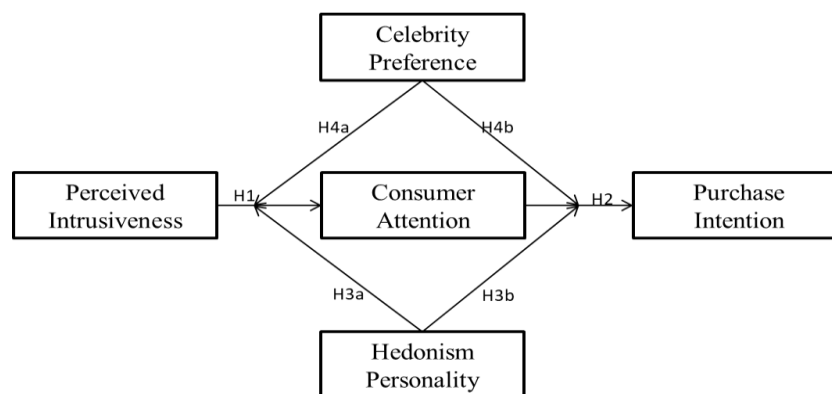 Celebrity
Preference
H4a
H4b
Perceived
Intrusiveness
H1
Consumer
Attention
H2
Purchase
Intention
H3a
H3b
Hedonism
Personality